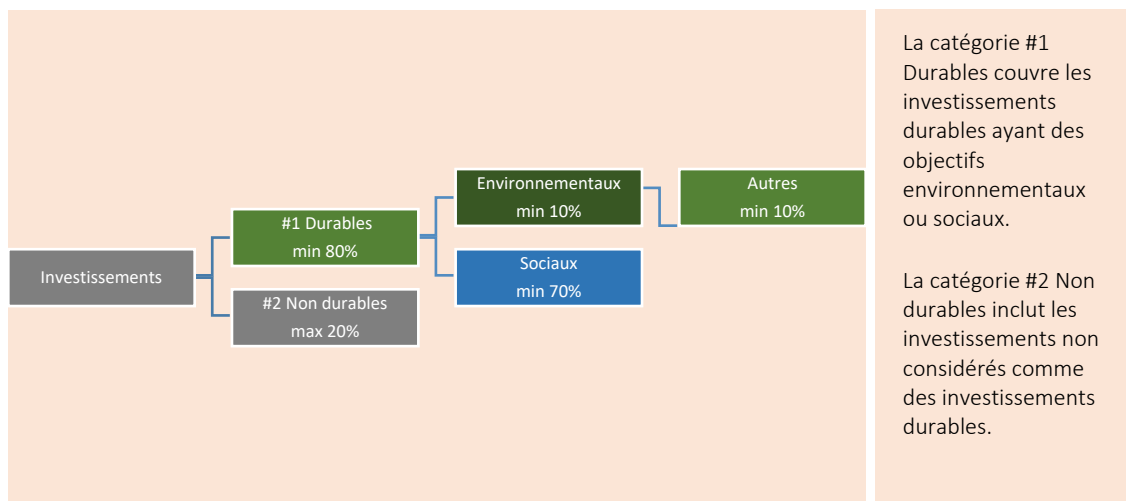 Investissements
#1 Durables
min 80%
#2 Non durables
max 20%
Environnementaux
min 10%
Sociaux
min 70%
Autres
min 10%
La catégorie #1
Durables couvre les
investissements
durables ayant des
objectifs
environnementaux
ou sociaux.
La catégorie #2 Non
durables inclut les
investissements non
considérés comme
des investissements
durables.